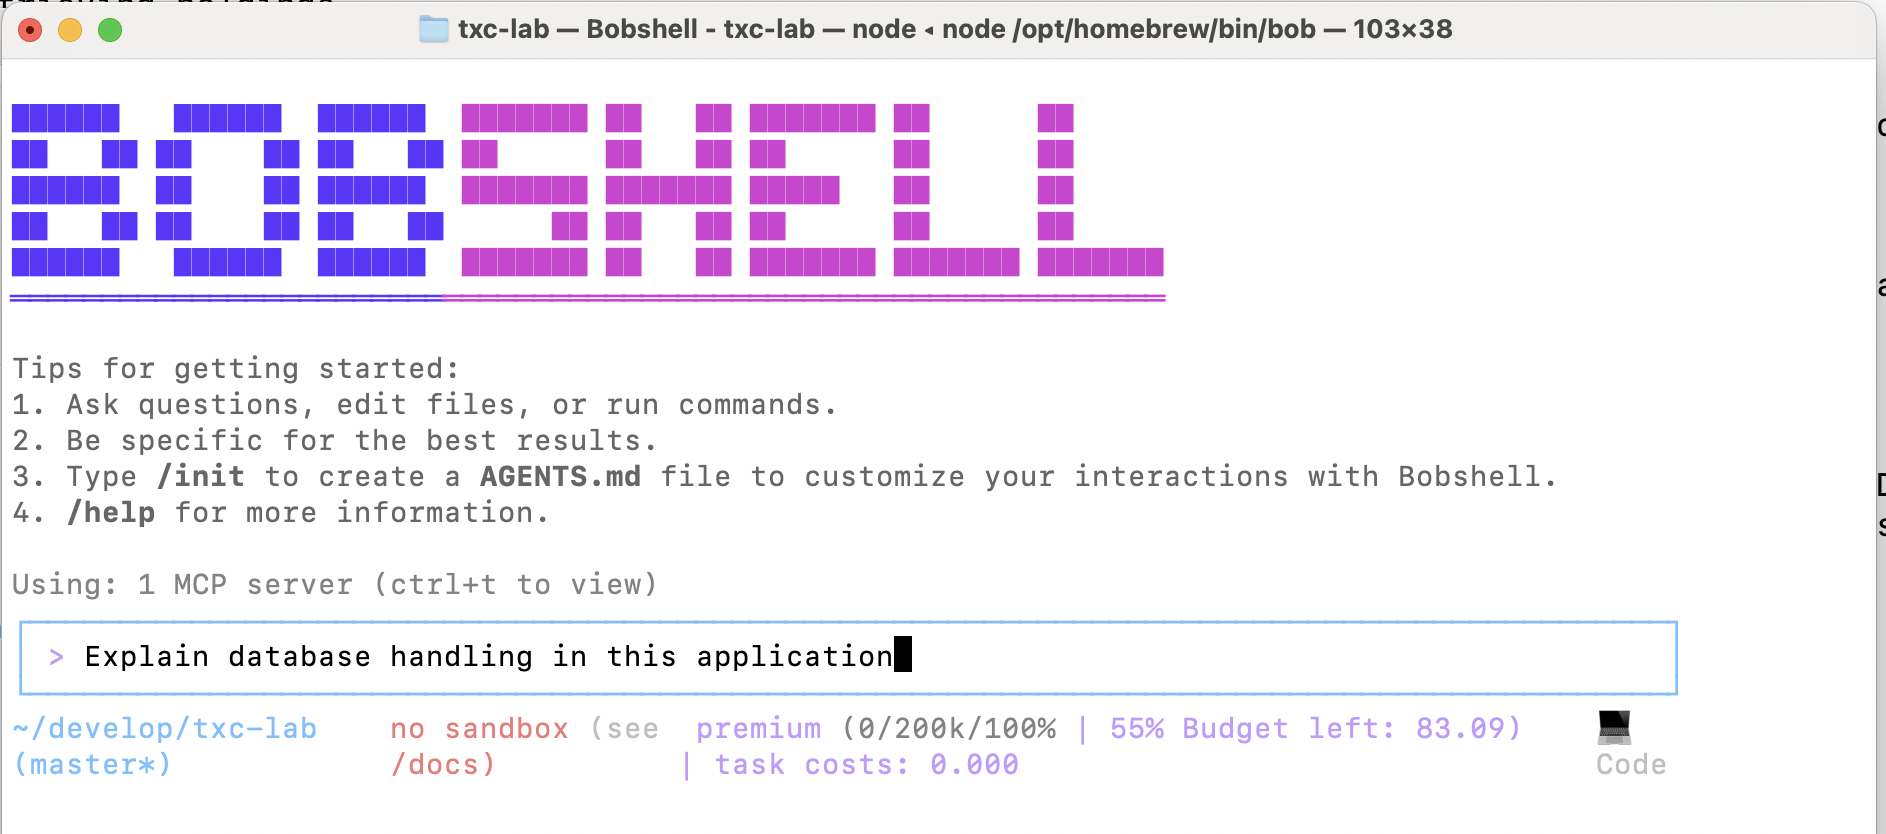 txc-lab — Bobshell - txc-lab — node ◂ node /opt/homebrew/bin/bob — 103×38
BOBSHELL
Tips for getting started:
1. Ask questions, edit files, or run commands.
2. Be specific for the best results.
3. Type /init to create a AGENTS.md file to customize your interactions with Bobshell.
4. /help for more information.
Using: 1 MCP server (ctrl+t to view)
> Explain database handling in this application
~/develop/txc-lab no sandbox (see premium (0/200k/100% | 55% Budget left: 83.09)
(master*) /docs) | task costs: 0.000 Code